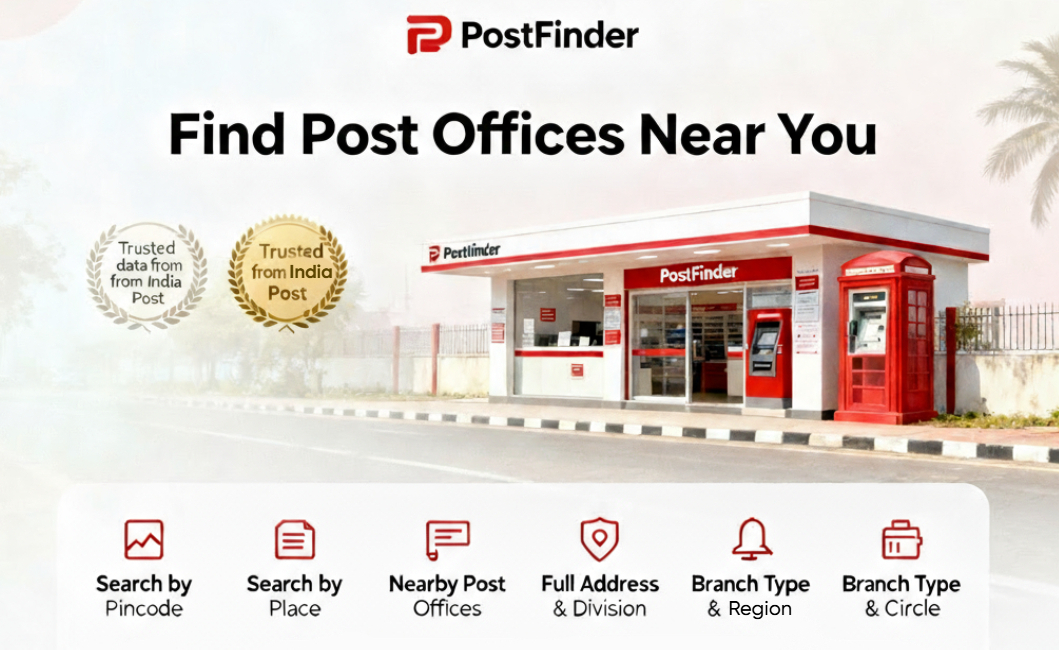 PostFinder
Find Post Offices Near You
Trusted
data from
from India
Post
Trusted
from India
Post
PostFinder
Search by
Pincode
Search by
Place
Nearby Post
Offices
Full Address
& Division
Branch Type
& Region
Branch Type
& Circle